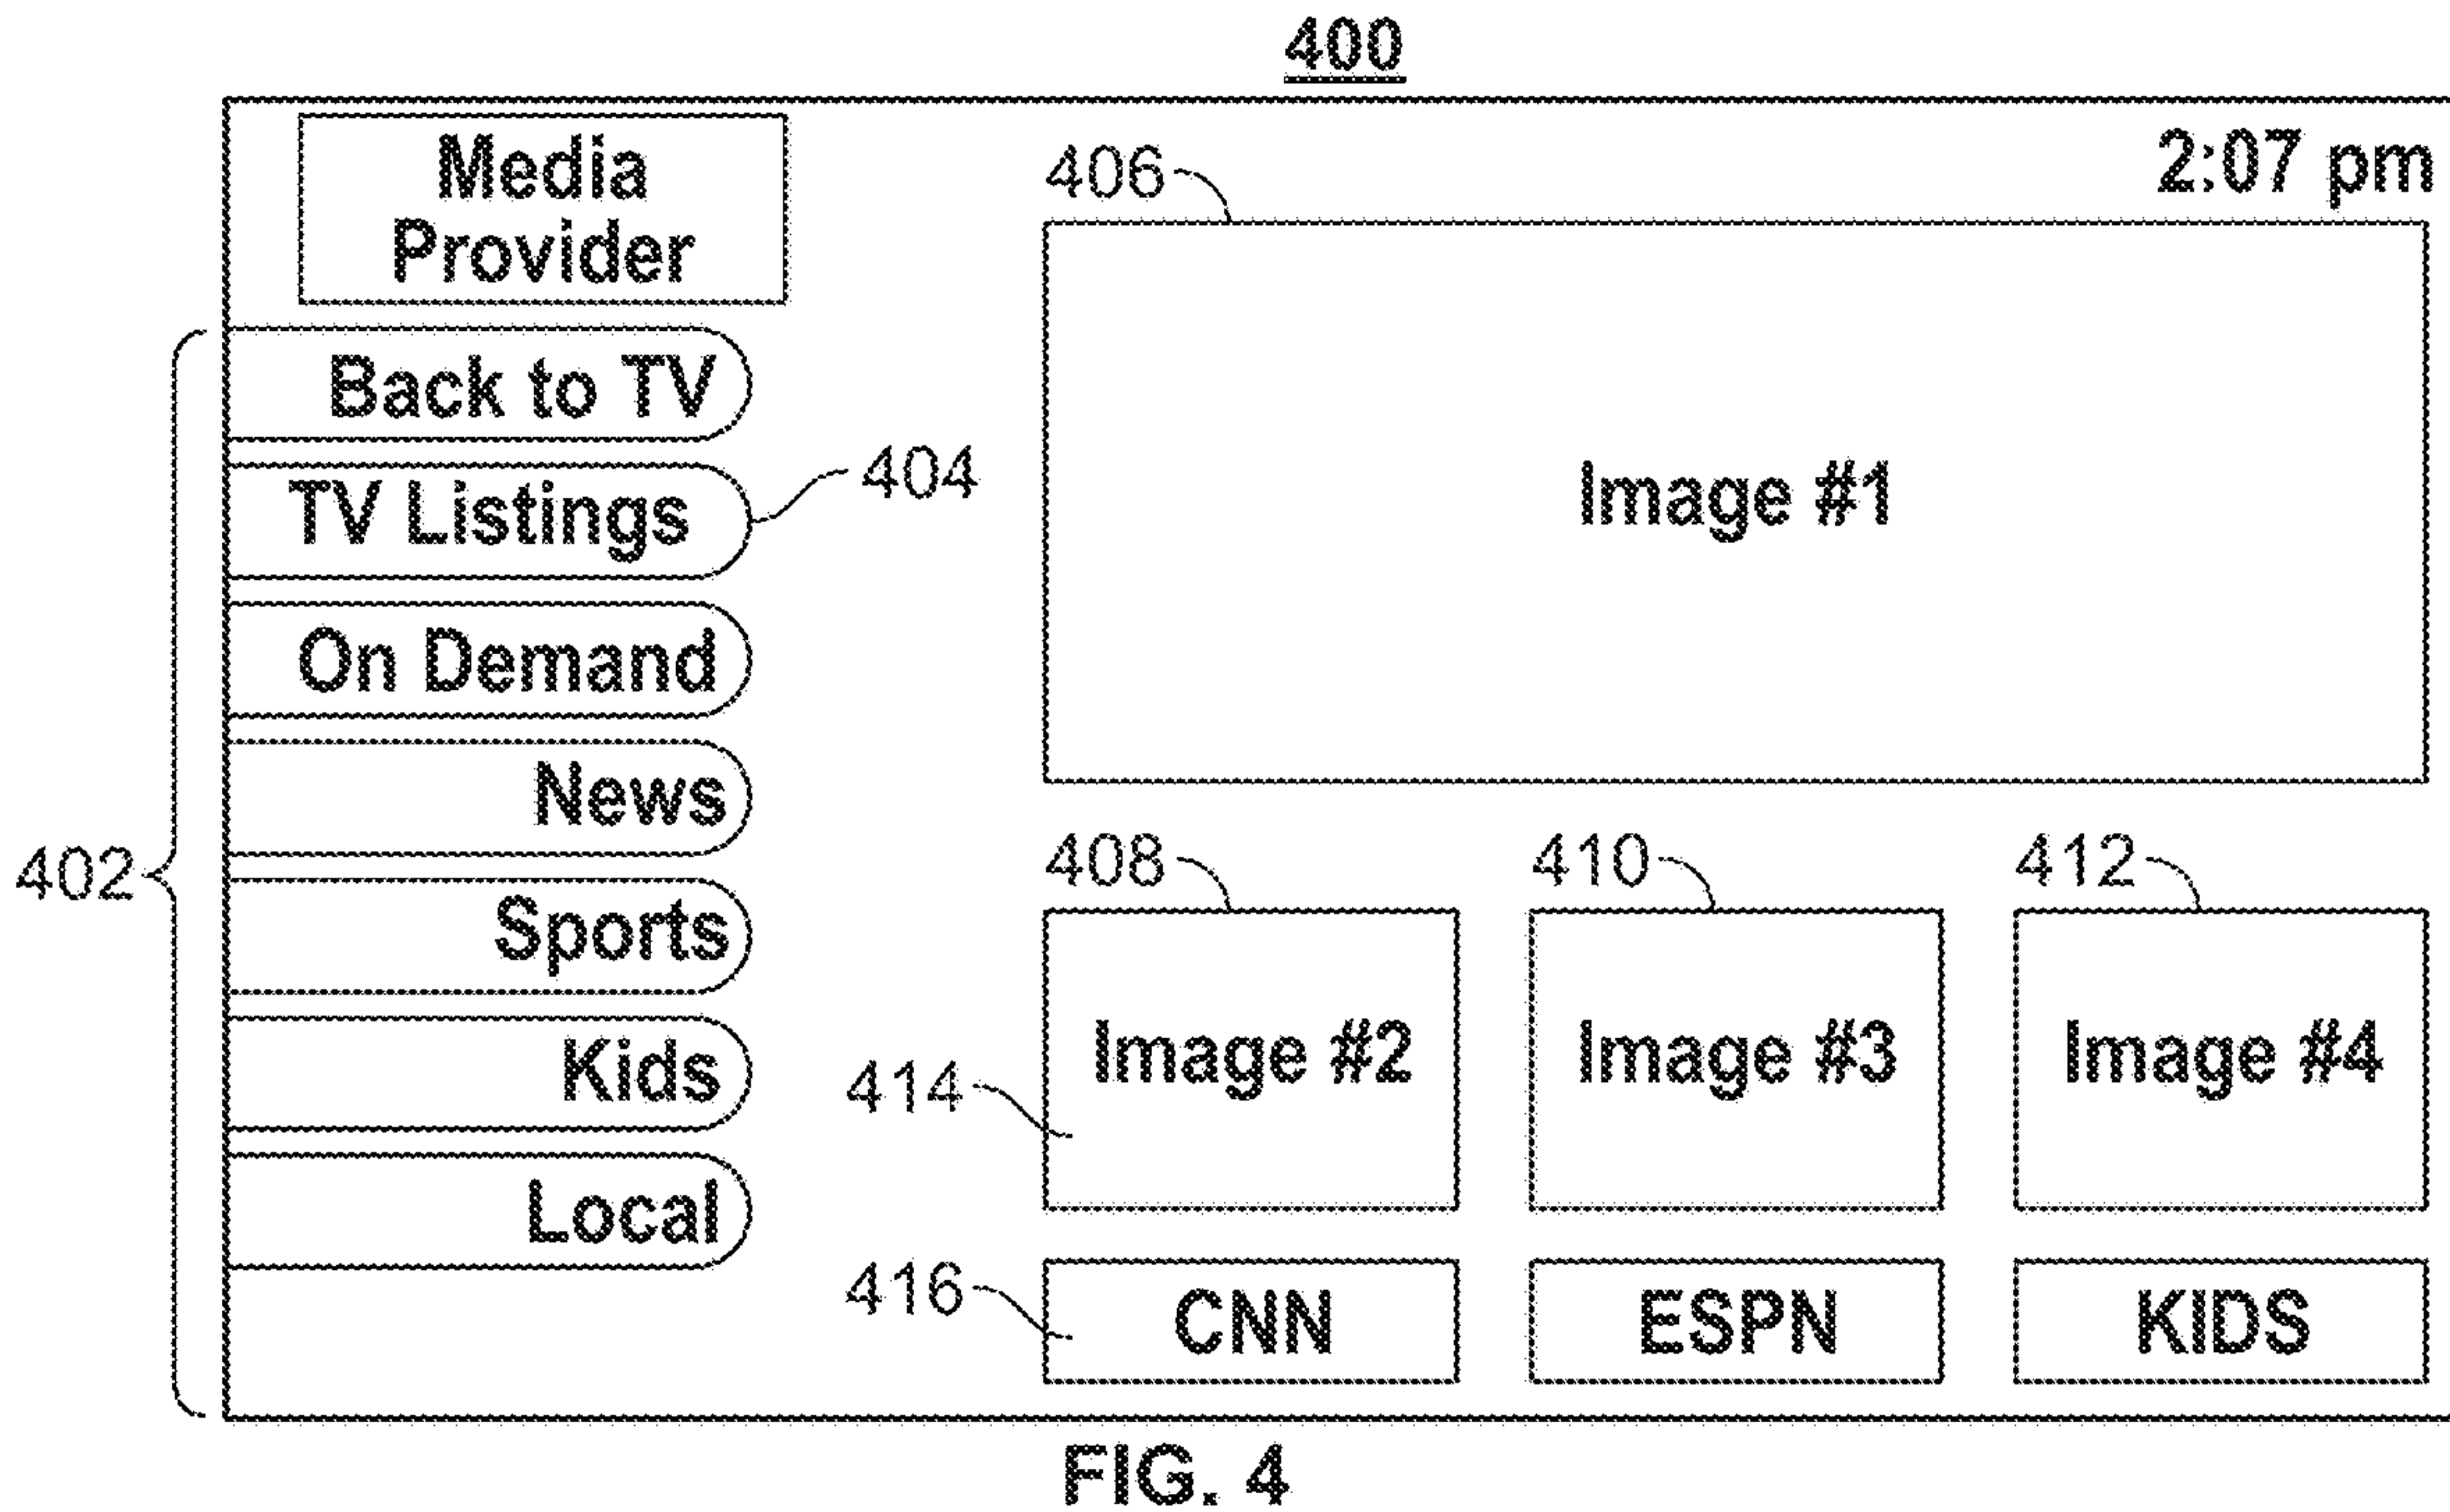 400
Media
Provider
2:07 pm
406
Back to TV
404
TV Listings
Image #1
On Demand
News
402
408
410
412
Sports
Image #2
Image #3
Image #4
Kids
414
Local
416
CNN
ESPN
KIDS
FIG. 4